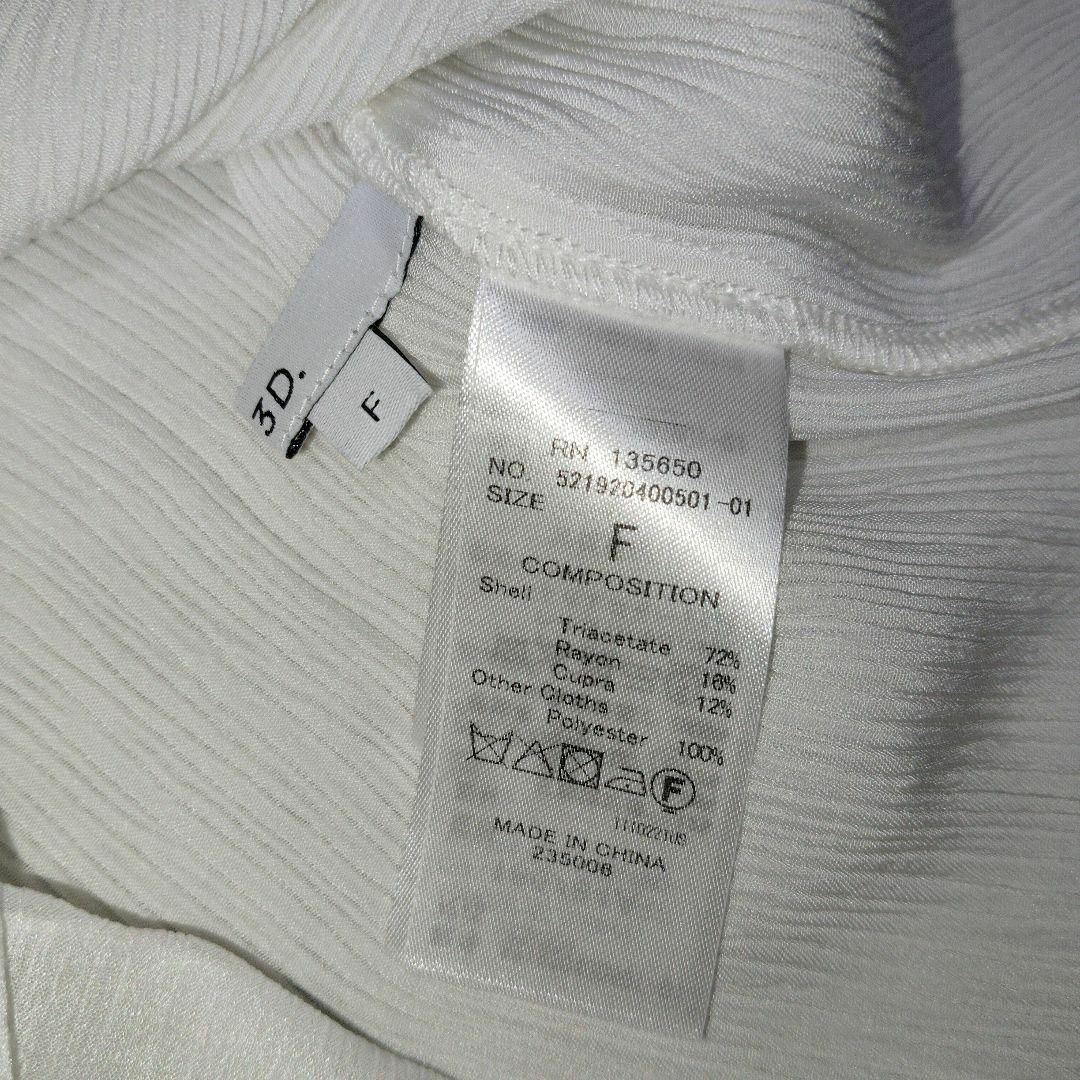 3D.
F
RN 135650
NO. 521920400501-01
SIZE
F
COMPOSITION
Shell
Triacetate 72%
Rayon 16%
Cupra 12%
Other Cloths
Polyester 100%
F
MADE IN CHINA
235006